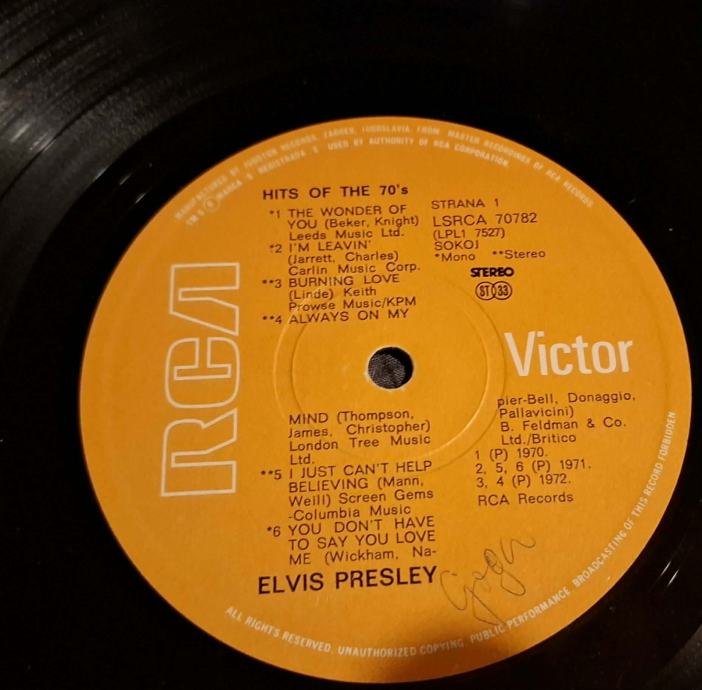 MANUFACTURED BY JUGOTON RECORDS, ZAGREB, JUGOSLAVIA, FROM MASTER RECORDINGS OF RCA RECORDS
TM S ® MARCA S REGISTRADA S USED BY AUTHORITY OF RCA CORPORATION.
HITS OF THE 70's
*1 THE WONDER OF
YOU (Beker, Knight)
Leeds Music Ltd.
*2 I'M LEAVIN'
(Jarrett, Charles)
Carlin Music Corp.
**3 BURNING LOVE
(Linde) Keith
Prowse Music/KPM
**4 ALWAYS ON MY
STRANA 1
LSRCA 70782
(LPL1 7527)
SOKOJ
*Mono **Stereo
STEREO
ST 33
RCA
Victor
MIND (Thompson,
James, Christopher)
London Tree Music
Ltd.
**5 I JUST CAN'T HELP
BELIEVING (Mann,
Weill) Screen Gems
-Columbia Music
*6 YOU DON'T HAVE
TO SAY YOU LOVE
ME (Wickham, Na-
pier-Bell, Donaggio,
Pallavicini)
B. Feldman & Co.
Ltd./Britico
1 (P) 1970.
2, 5, 6 (P) 1971.
3, 4 (P) 1972.
RCA Records
ELVIS PRESLEY
ALL RIGHTS RESERVED. UNAUTHORIZED COPYING, PUBLIC PERFORMANCE, BROADCASTING OF THIS RECORD FORBIDDEN